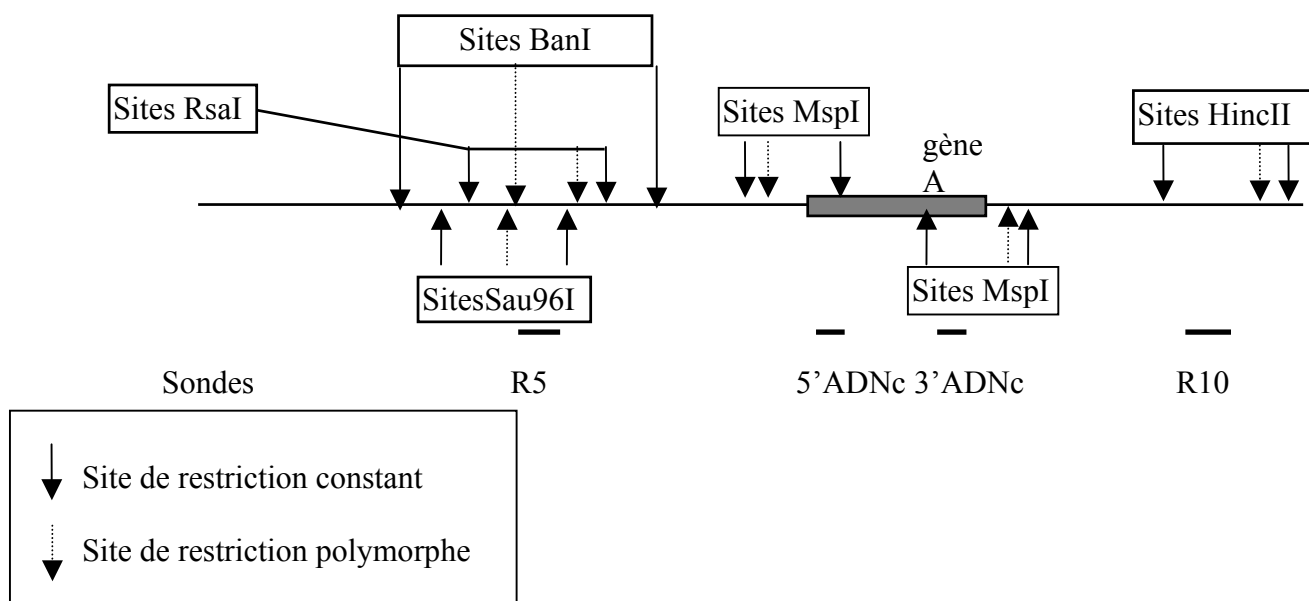 Sites BanI
Sites RsaI
Sites MspI
Sites HincII
gène
A
SitesSau96I
Sites MspI
Sondes
R5
5’ADNc
3’ADNc
R10
Site de restriction constant
Site de restriction polymorphe